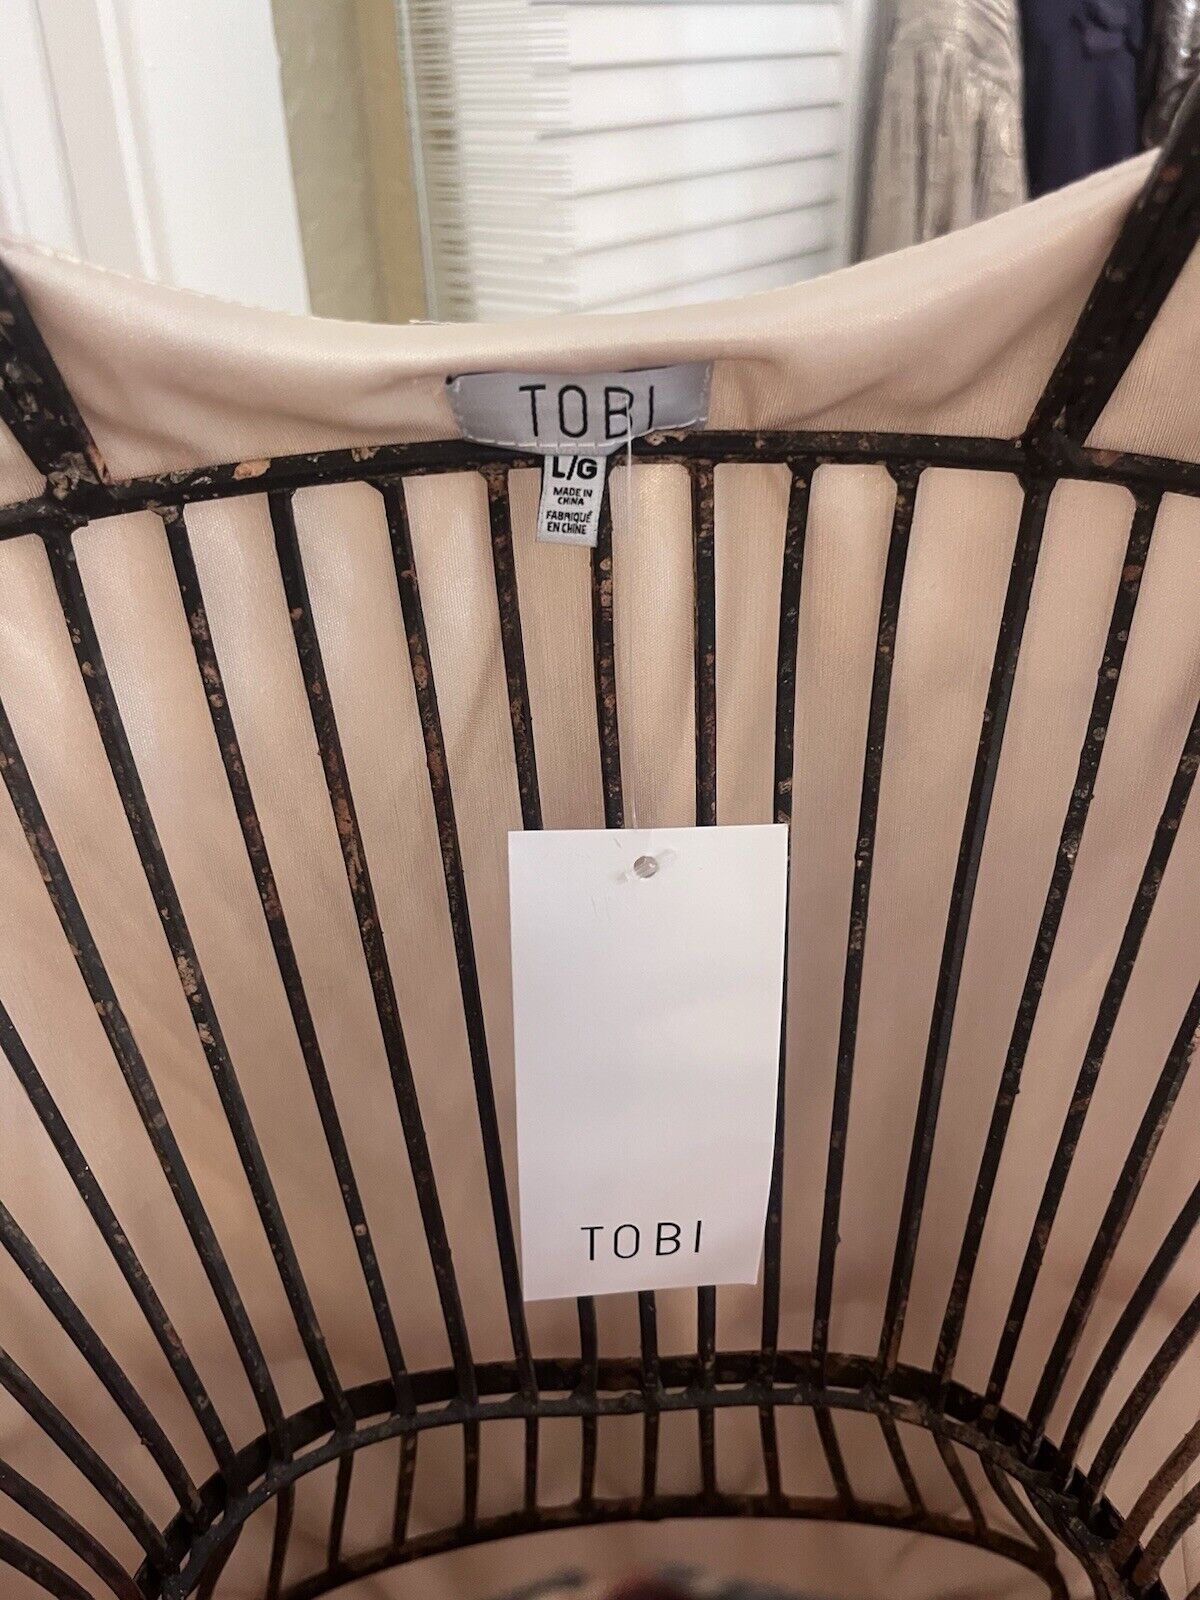 TOBI
L/G
MADE IN
CHINA
FABRIQUÉ
EN CHINE
TOBI